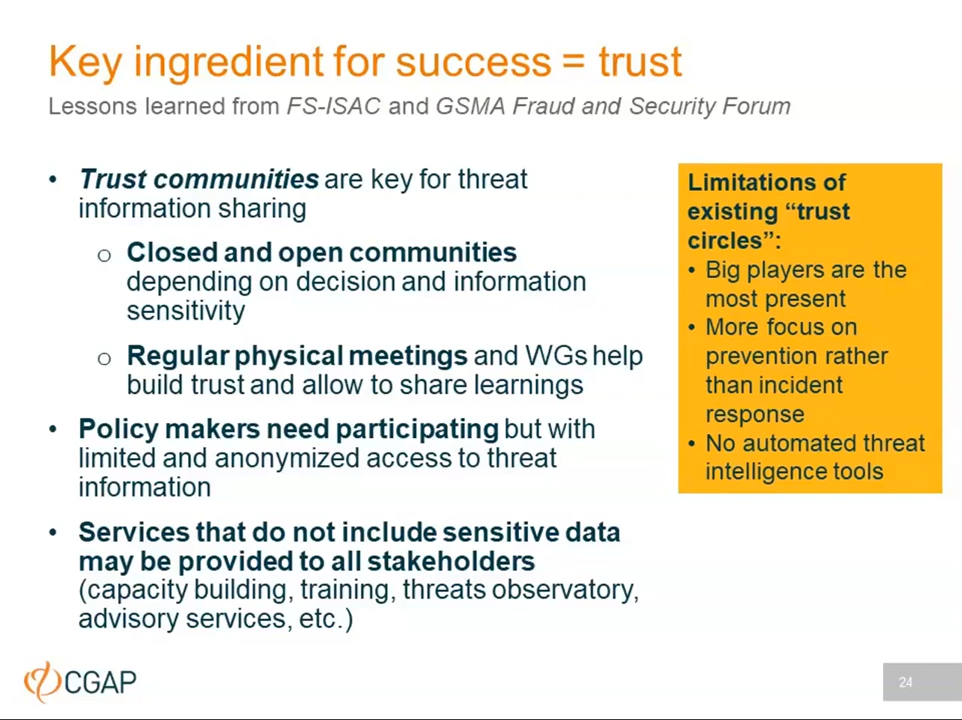 Key ingredient for success = trust
Lessons learned from FS-ISAC and GSMA Fraud and Security Forum
• Trust communities are key for threat
information sharing
o Closed and open communities
depending on decision and information
sensitivity
o Regular physical meetings and WGs help
build trust and allow to share learnings
• Policy makers need participating but with
limited and anonymized access to threat
information
• Services that do not include sensitive data
may be provided to all stakeholders
(capacity building, training, threats observatory,
advisory services, etc.)
Limitations of
existing “trust
circles”:
• Big players are the
most present
• More focus on
prevention rather
than incident
response
• No automated threat
intelligence tools
CGAP
24